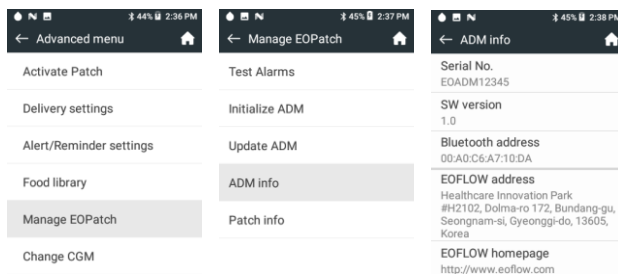 44% 2:36 PM
← Advanced menu
Activate Patch
Delivery settings
Alert/Reminder settings
Food library
Manage EOPatch
Change CGM
45% 2:37 PM
← Manage EOPatch
Test Alarms
Initialize ADM
Update ADM
ADM info
Patch info
45% 2:38 PM
← ADM info
Serial No.
EOADM12345
SW version
1.0
Bluetooth address
00:A0:C6:A7:10:DA
EOFLOW address
Healthcare Innovation Park
#H2102, Dolma-ro 172, Bundang-gu,
Seongnam-si, Gyeonggi-do, 13605,
Korea
EOFLOW homepage
http://www.eoflow.com